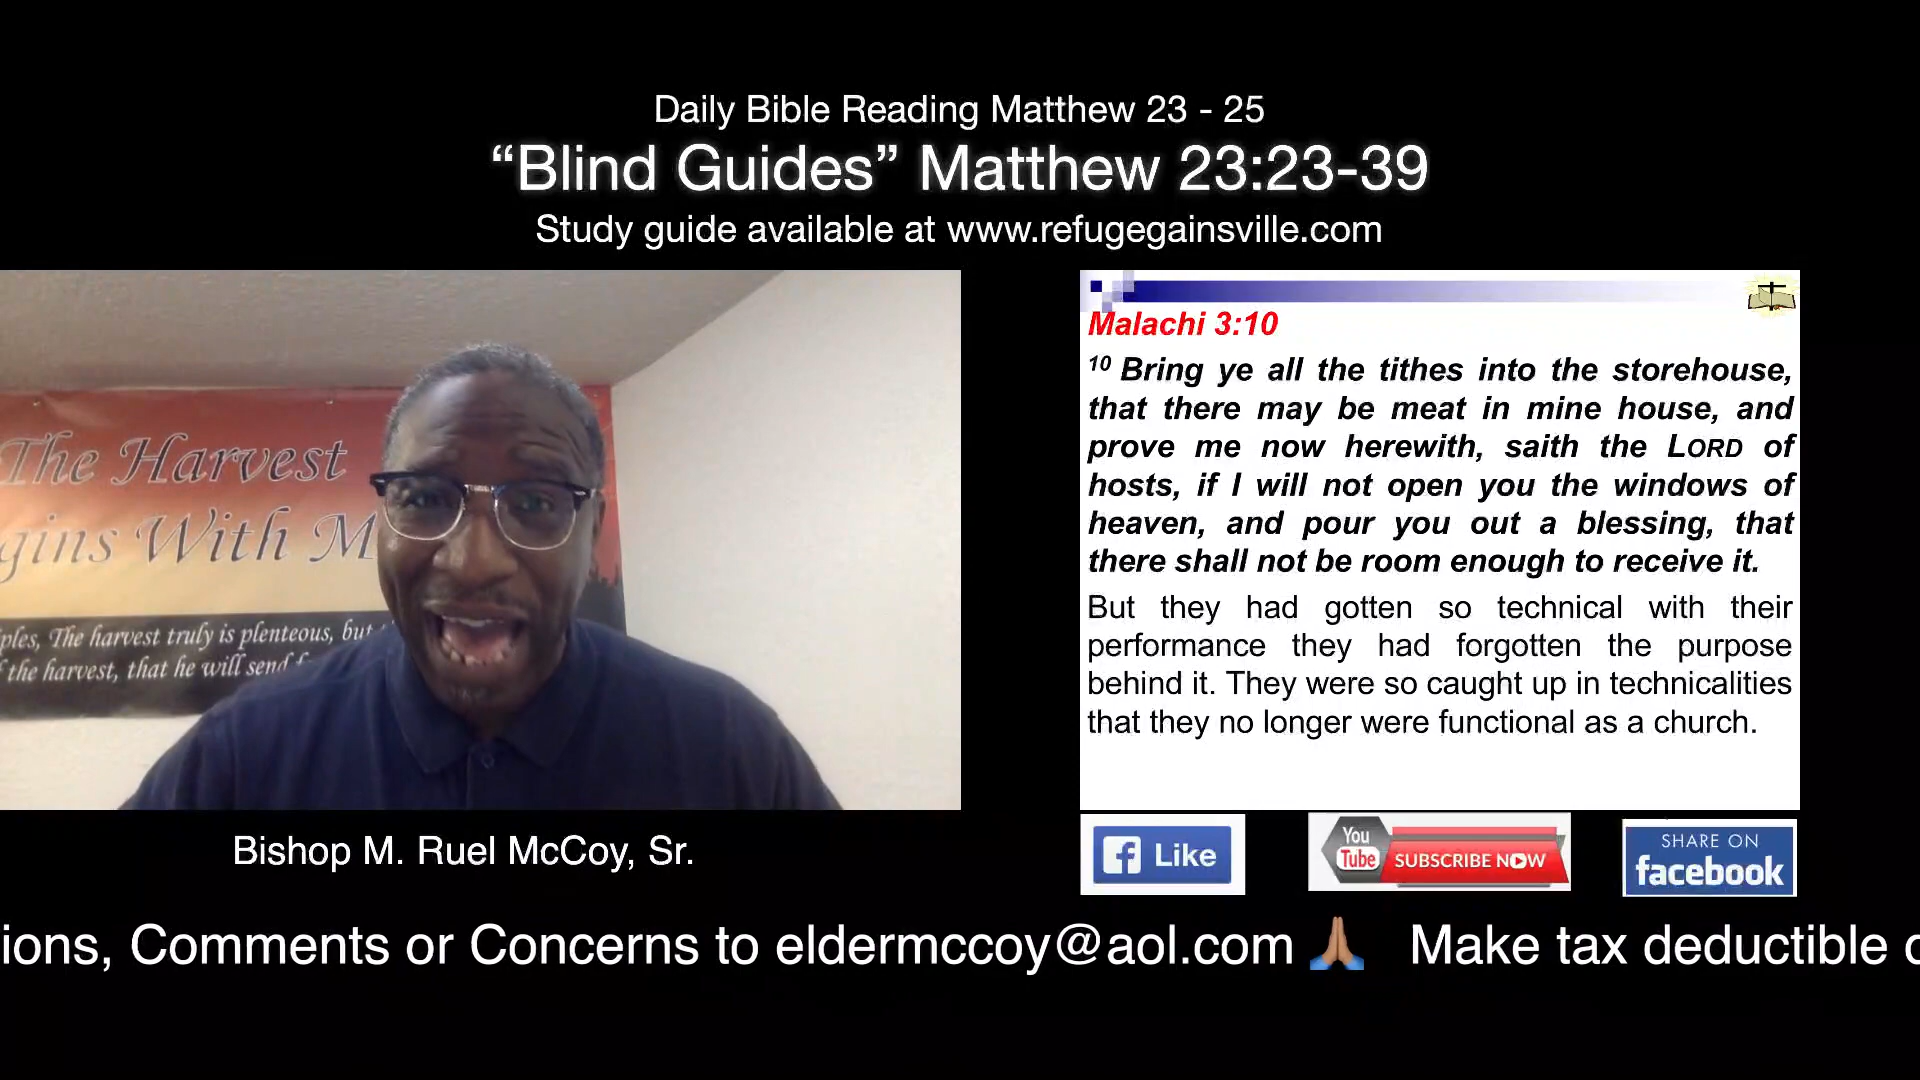 Daily Bible Reading Matthew 23 - 25
“Blind Guides” Matthew 23:23-39
Study guide available at www.refugegainsville.com
The Harvest
gins With M
ples, The harvest truly is plenteous, but
the harvest, that he will send
Malachi 3:10
10 Bring ye all the tithes into the storehouse,
that there may be meat in mine house, and
prove me now herewith, saith the LORD of
hosts, if I will not open you the windows of
heaven, and pour you out a blessing, that
there shall not be room enough to receive it.
But they had gotten so technical with their
performance they had forgotten the purpose
behind it. They were so caught up in technicalities
that they no longer were functional as a church.
Bishop M. Ruel McCoy, Sr.
f Like
You Tube SUBSCRIBE NOW
SHARE ON
facebook
ions, Comments or Concerns to eldermccoy@aol.com 🙏🏽 Make tax deductible